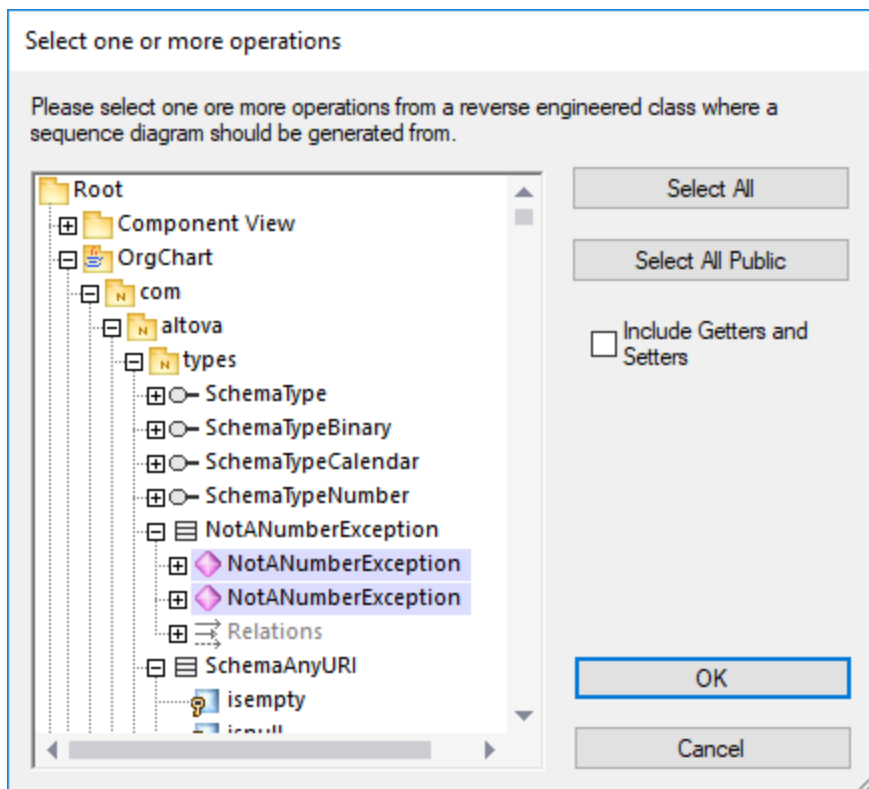 Select one or more operations
Please select one ore more operations from a reverse engineered class where a
sequence diagram should be generated from.
Root
Component View
OrgChart
com
altova
types
SchemaType
SchemaTypeBinary
SchemaTypeCalendar
SchemaTypeNumber
NotANumberException
NotANumberException
NotANumberException
Relations
SchemaAnyURI
isempty
Select All
Select All Public
Include Getters and
Setters
OK
Cancel